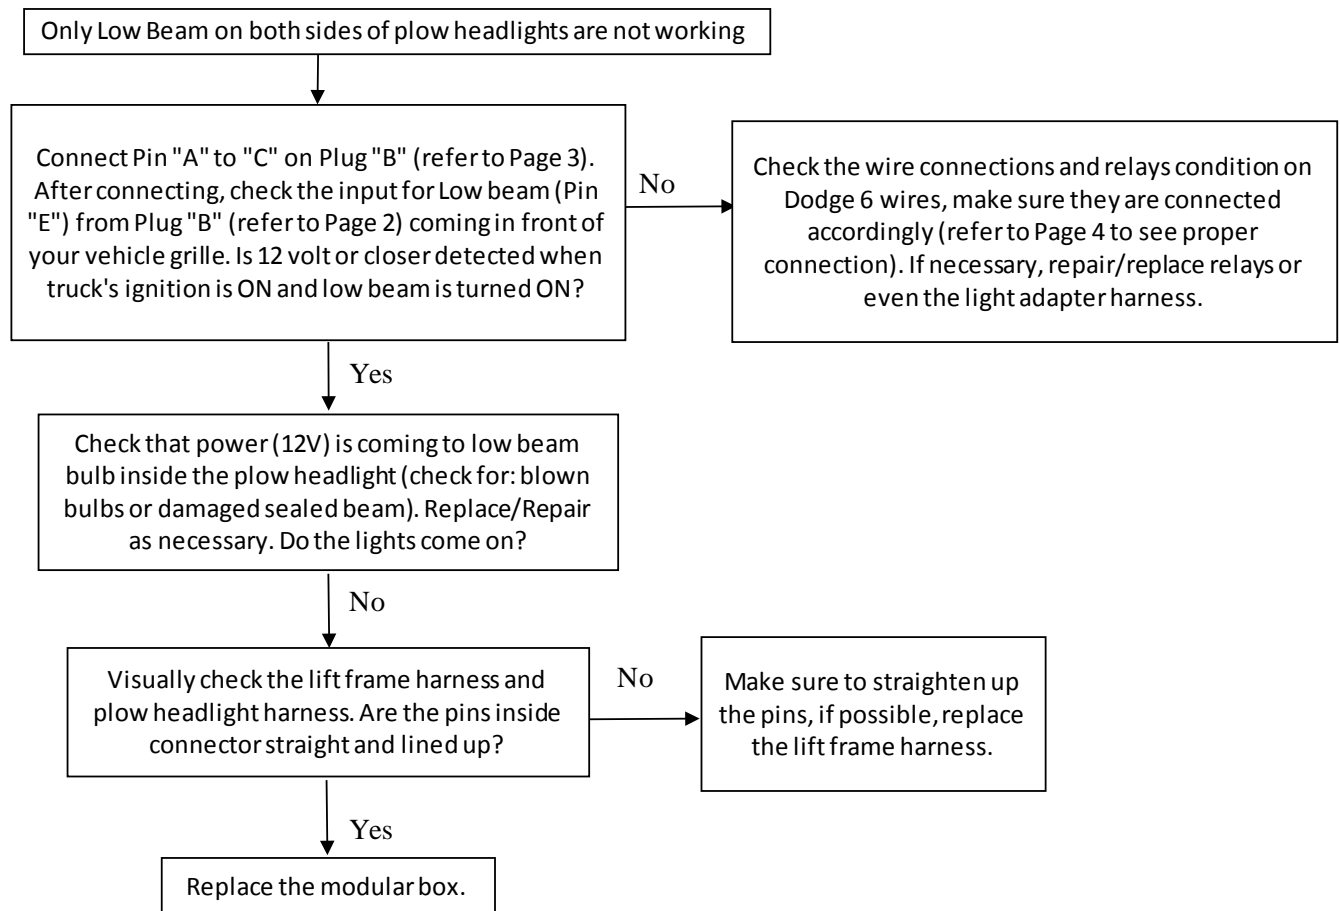 Only Low Beam on both sides of plow headlights are not working
Connect Pin "A" to "C" on Plug "B" (refer to Page 3).
After connecting, check the input for Low beam (Pin
"E") from Plug "B" (refer to Page 2) coming in front of
your vehicle grille. Is 12 volt or closer detected when
truck's ignition is ON and low beam is turned ON?
No
Check the wire connections and relays condition on
Dodge 6 wires, make sure they are connected
accordingly (refer to Page 4 to see proper
connection). If necessary, repair/replace relays or
even the light adapter harness.
Yes
Check that power (12V) is coming to low beam
bulb inside the plow headlight (check for: blown
bulbs or damaged sealed beam). Replace/Repair
as necessary. Do the lights come on?
No
Visually check the lift frame harness and
plow headlight harness. Are the pins inside
connector straight and lined up?
No
Make sure to straighten up
the pins, if possible, replace
the lift frame harness.
Yes
Replace the modular box.